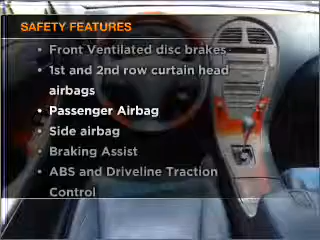 SAFETY FEATURES
• Front Ventilated disc brakes
• 1st and 2nd row curtain head
airbags
• Passenger Airbag
• Side airbag
• Braking Assist
• ABS and Driveline Traction
Control